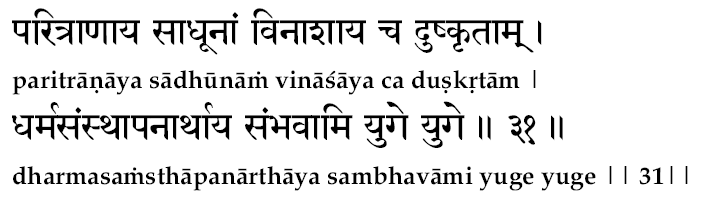 परित्राणाय साधूनां विनाशाय च दुष्कृताम् ।
paritrāṇāya sādhūnāṁ vināśāya ca duṣkṛtām |
धर्मसंस्थापनार्थाय संभवामि युगे युगे ॥ ३१ ॥
dharmasaṁsthāpanārthāya sambhavāmi yuge yuge || 31||